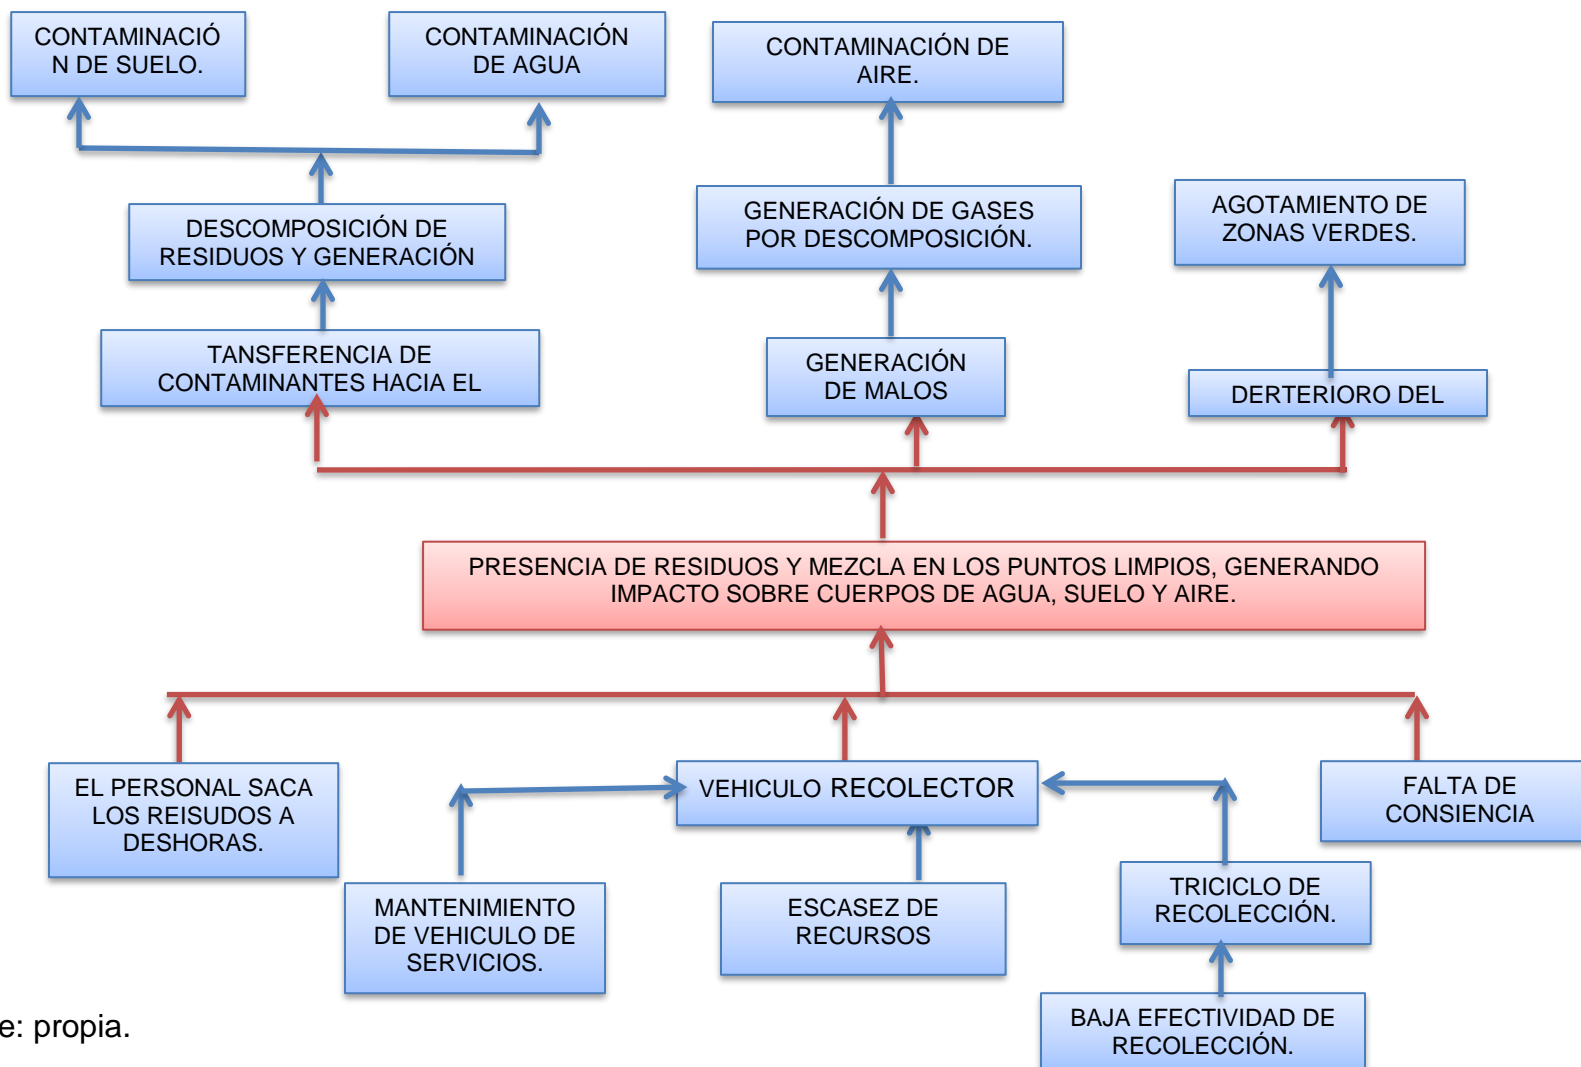 CONTAMINACIÓ
N DE SUELO.
CONTAMINACIÓN
DE AGUA
CONTAMINACIÓN DE
AIRE.
DESCOMPOSICIÓN DE
RESIDUOS Y GENERACIÓN
GENERACIÓN DE GASES
POR DESCOMPOSICIÓN.
AGOTAMIENTO DE
ZONAS VERDES.
TANSFERENCIA DE
CONTAMINANTES HACIA EL
GENERACIÓN
DE MALOS
DERTERIORO DEL
PRESENCIA DE RESIDUOS Y MEZCLA EN LOS PUNTOS LIMPIOS, GENERANDO
IMPACTO SOBRE CUERPOS DE AGUA, SUELO Y AIRE.
EL PERSONAL SACA
LOS REISUDOS A
DESHORAS.
VEHICULO RECOLECTOR
FALTA DE
CONSIENCIA
MANTENIMIENTO
DE VEHICULO DE
SERVICIOS.
ESCASEZ DE
RECURSOS
TRICICLO DE
RECOLECCIÓN.
BAJA EFECTIVIDAD DE
RECOLECCIÓN.
e: propia.